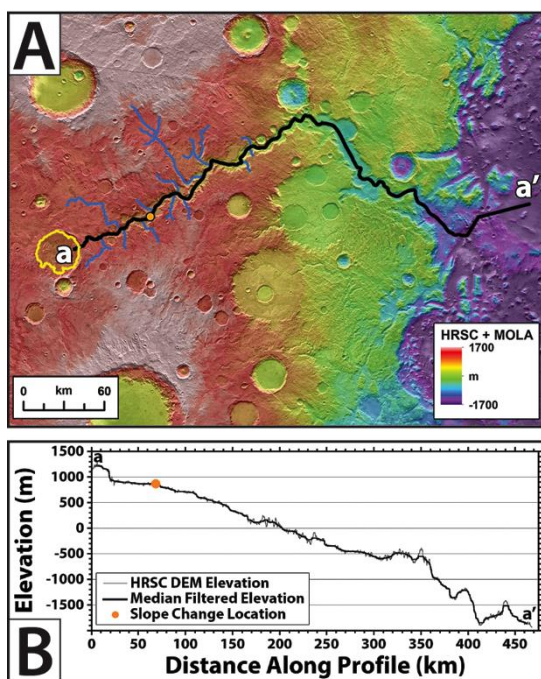 A
a
a'
HRSC + MOLA
1700
m
-1700
0 km 60
B
Elevation (m)
1500
1000
500
0
-500
-1000
-1500
a
a'
HRSC DEM Elevation
Median Filtered Elevation
Slope Change Location
0 50 100 150 200 250 300 350 400 450
Distance Along Profile (km)